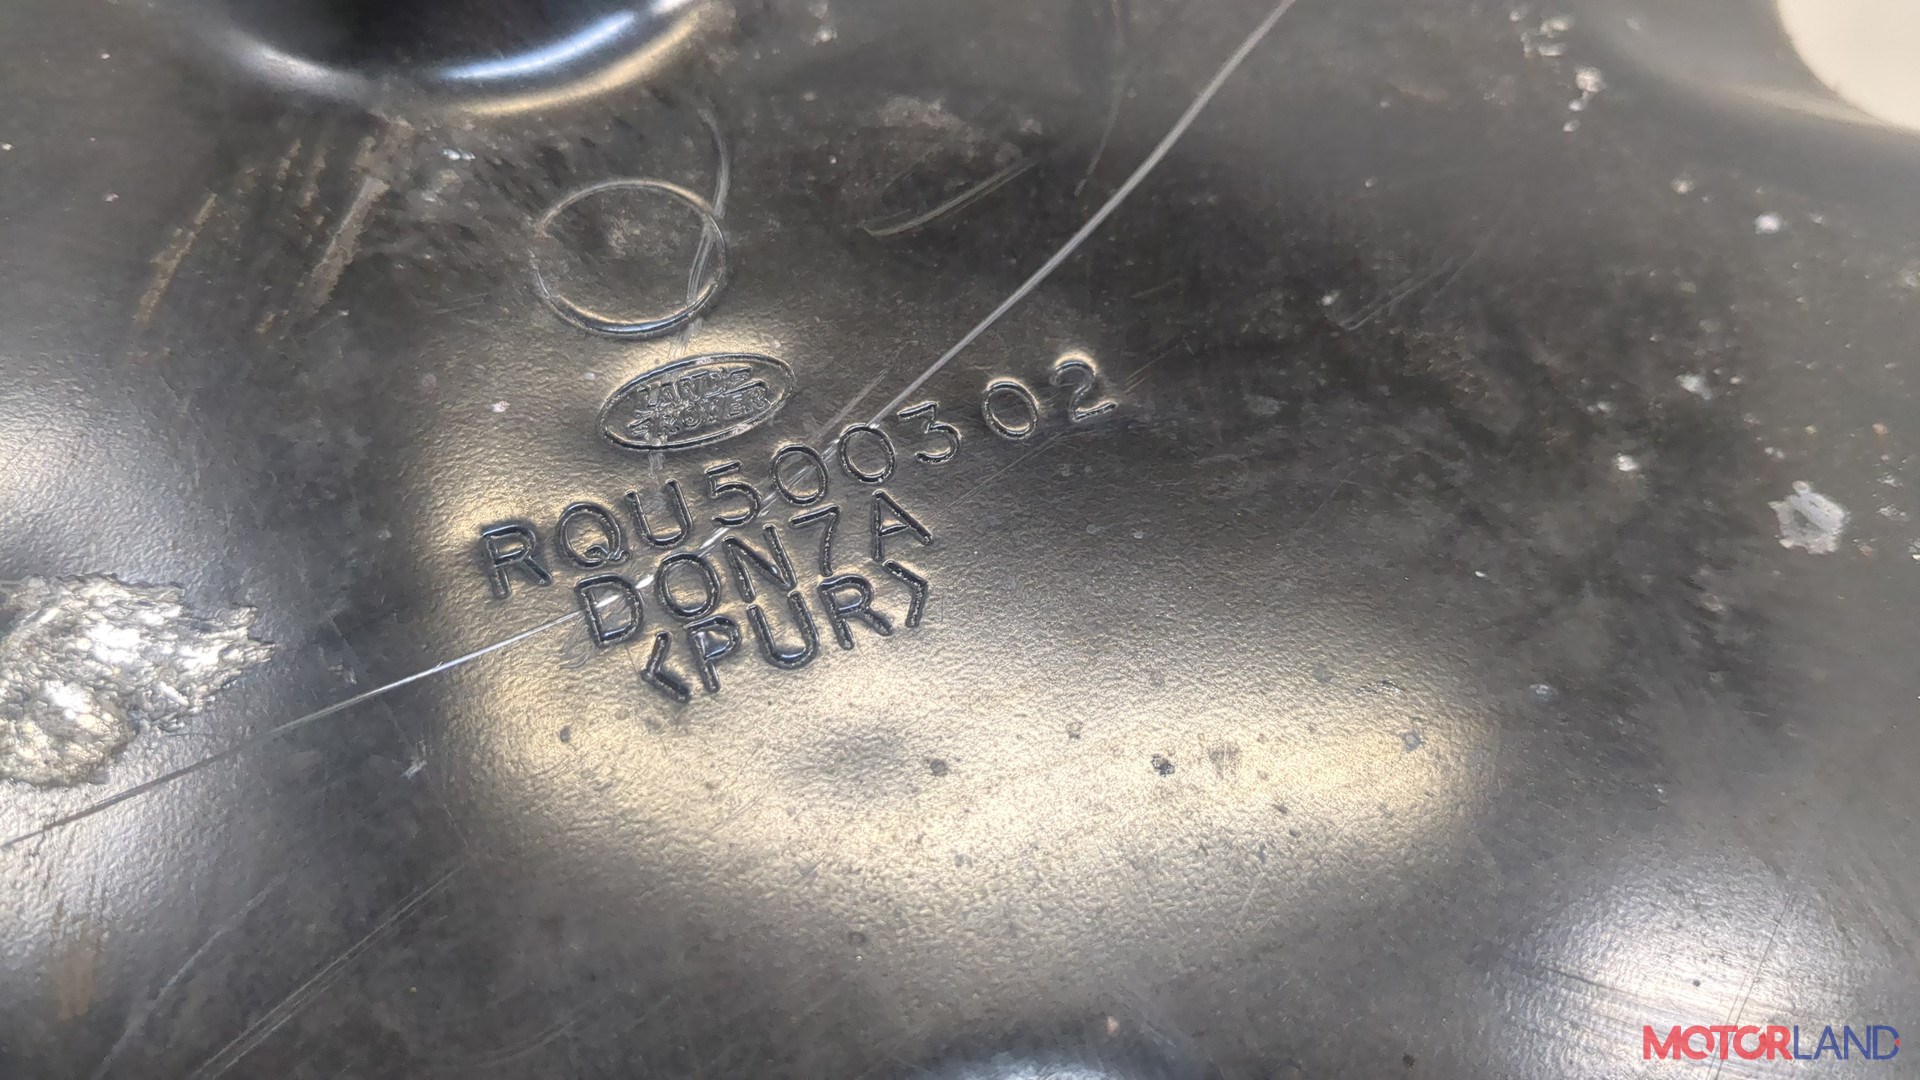 LAND-
ROVER
RQU500302
DON7A
<PUR>
MOTORLAND